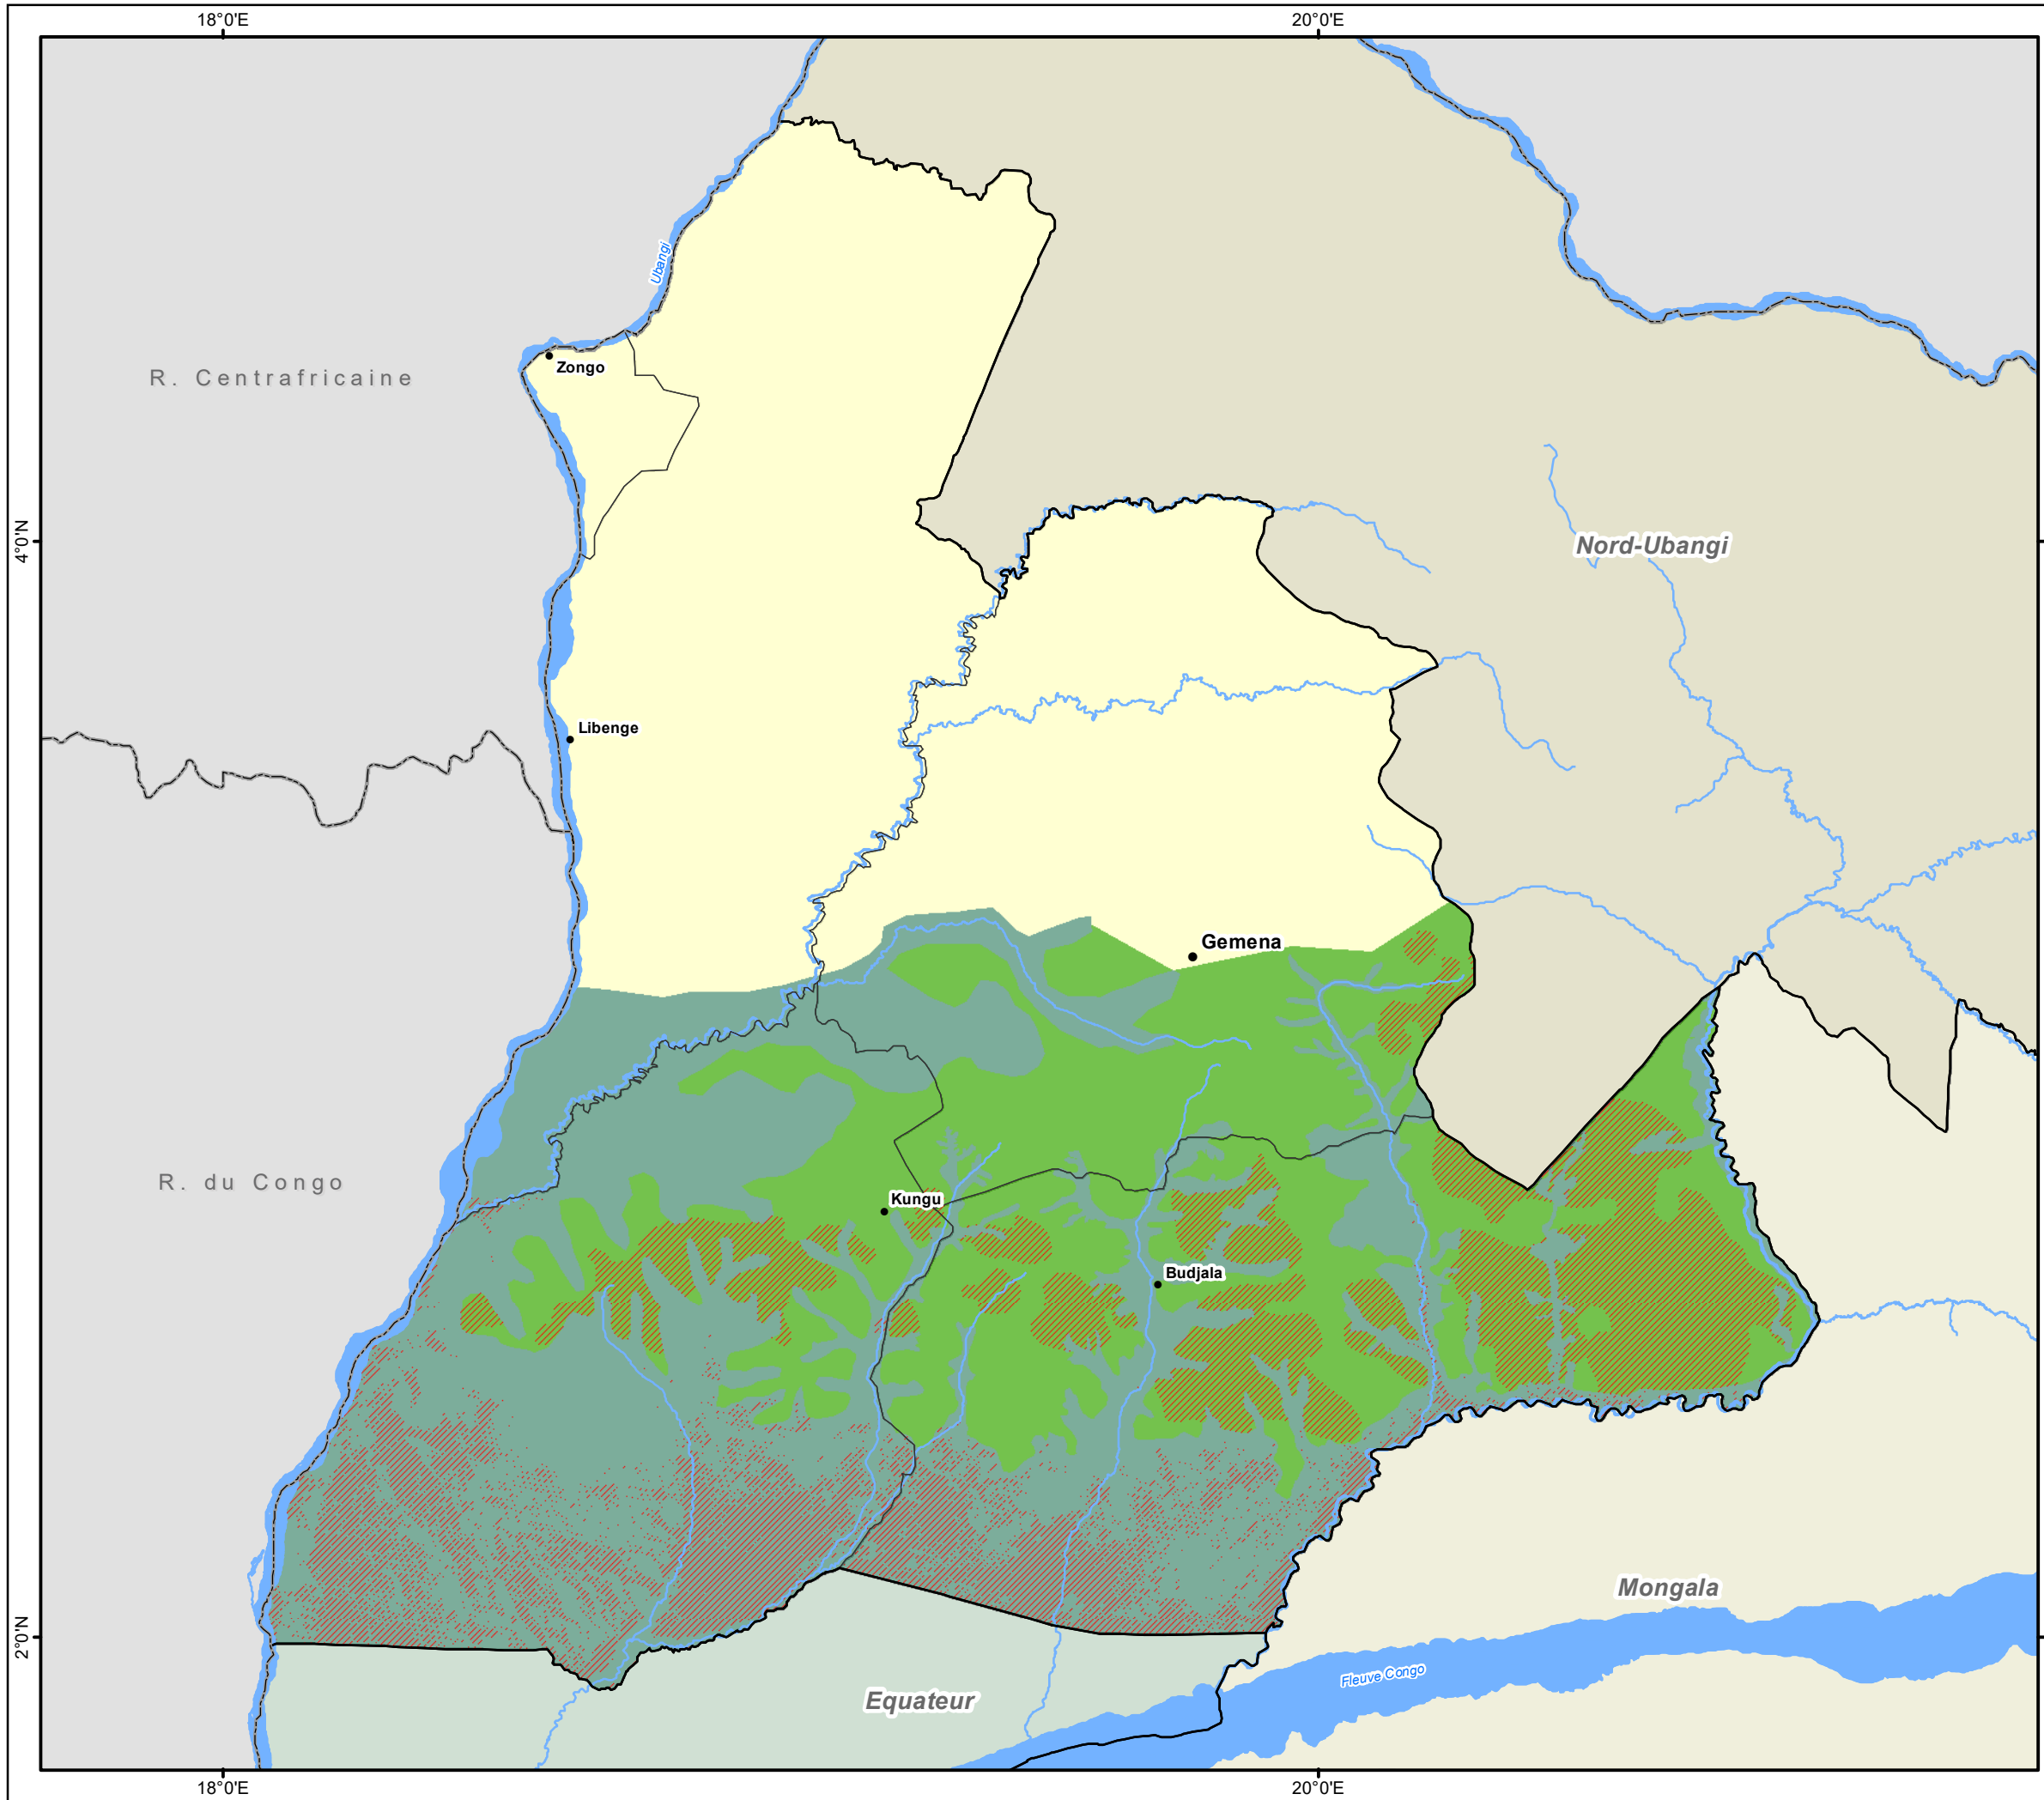 18°0'E
20°0'E
Ubangi
Zongo
R. Centrafricaine
4°0'N
Nord-Ubangi
Libenge
Gemena
R. du Congo
Kungu
Budjala
Mongala
2°0'N
Fleuve Congo
Equateur
18°0'E
20°0'E